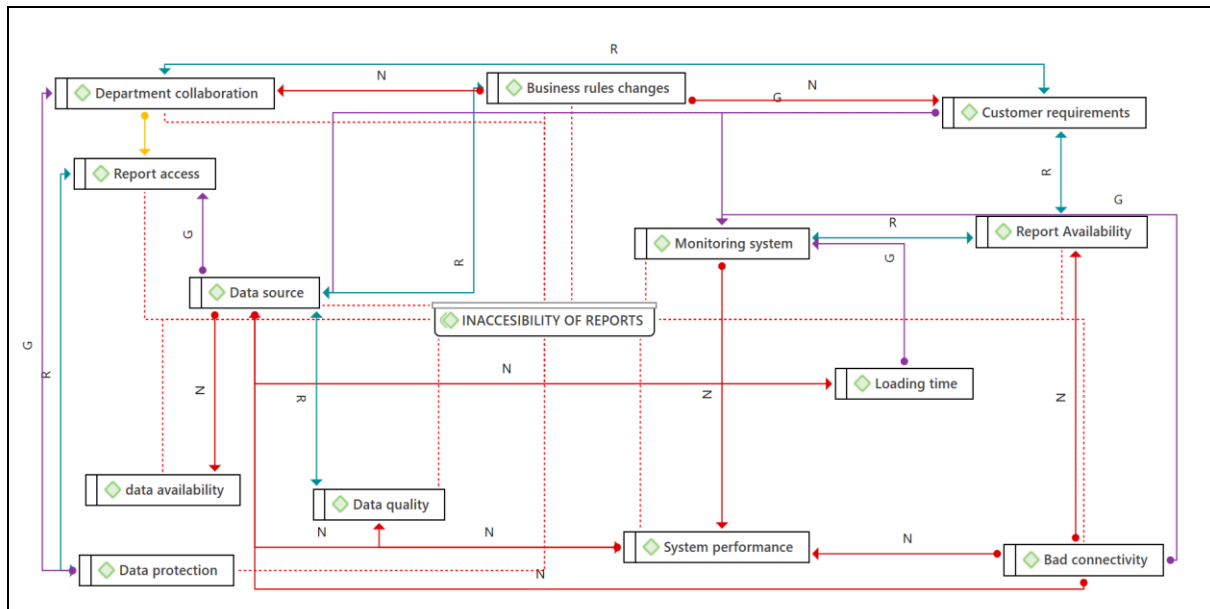 R
N
Department collaboration
Business rules changes
G
N
Customer requirements
Report access
R
G
Monitoring system
R
Report Availability
G
R
G
Data source
INACCESIBILITY OF REPORTS
G
R
N
Loading time
N
R
N
N
data availability
Data quality
N
N
N
System performance
Bad connectivity
Data protection
N